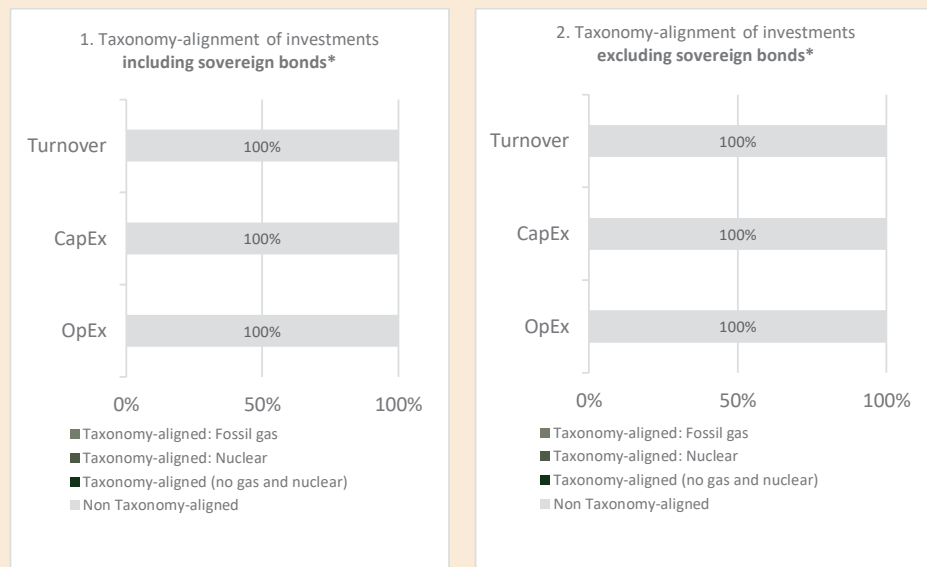 1. Taxonomy-alignment of investments
including sovereign bonds*
Turnover
100%
CapEx
100%
OpEx
100%
0%
50%
100%
Taxonomy-aligned: Fossil gas
Taxonomy-aligned: Nuclear
Taxonomy-aligned (no gas and nuclear)
Non Taxonomy-aligned
2. Taxonomy-alignment of investments
excluding sovereign bonds*
Turnover
100%
CapEx
100%
OpEx
100%
0%
50%
100%
Taxonomy-aligned: Fossil gas
Taxonomy-aligned: Nuclear
Taxonomy-aligned (no gas and nuclear)
Non Taxonomy-aligned